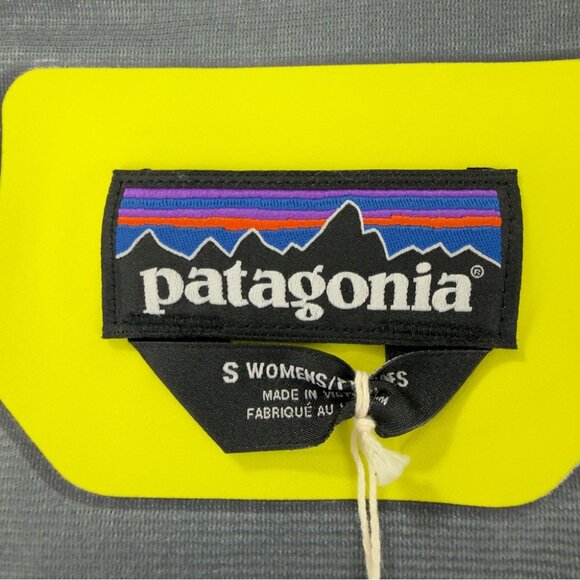 patagonia®
S WOMENS/
MADE IN
FABRIQUÉ AU